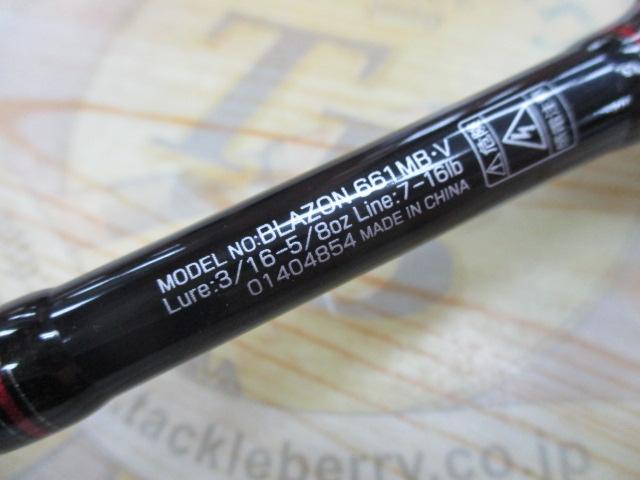 MODEL NO:BLAZON 661MB·V
Lure:3/16-5/8oz Line:7-16lb
01404854 MADE IN CHINA
.tackleberry.co.jp